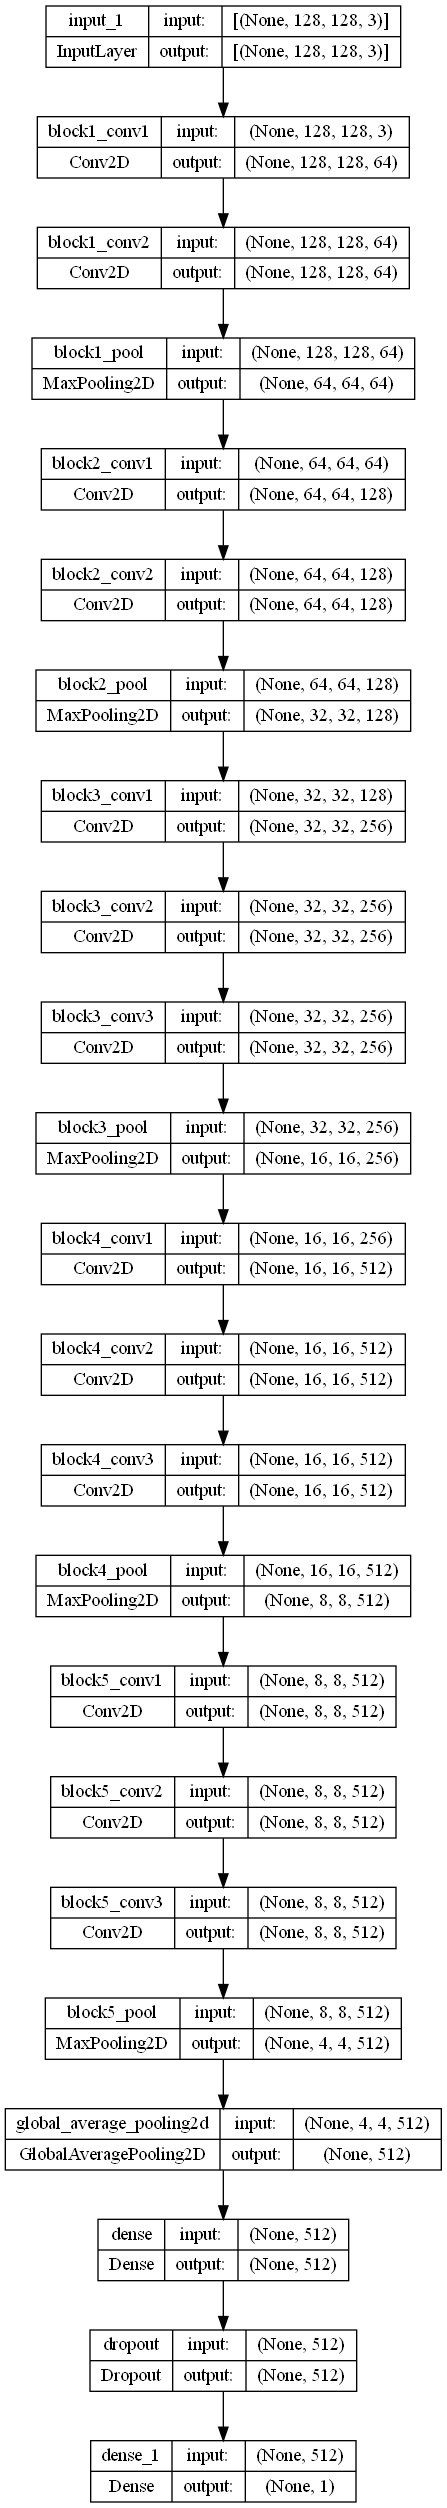 input_1 input: [(None, 128, 128, 3)]
InputLayer output: [(None, 128, 128, 3)]
block1_conv1 input: (None, 128, 128, 3)
Conv2D output: (None, 128, 128, 64)
block1_conv2 input: (None, 128, 128, 64)
Conv2D output: (None, 128, 128, 64)
block1_pool input: (None, 128, 128, 64)
MaxPooling2D output: (None, 64, 64, 64)
block2_conv1 input: (None, 64, 64, 64)
Conv2D output: (None, 64, 64, 128)
block2_conv2 input: (None, 64, 64, 128)
Conv2D output: (None, 64, 64, 128)
block2_pool input: (None, 64, 64, 128)
MaxPooling2D output: (None, 32, 32, 128)
block3_conv1 input: (None, 32, 32, 128)
Conv2D output: (None, 32, 32, 256)
block3_conv2 input: (None, 32, 32, 256)
Conv2D output: (None, 32, 32, 256)
block3_conv3 input: (None, 32, 32, 256)
Conv2D output: (None, 32, 32, 256)
block3_pool input: (None, 32, 32, 256)
MaxPooling2D output: (None, 16, 16, 256)
block4_conv1 input: (None, 16, 16, 256)
Conv2D output: (None, 16, 16, 512)
block4_conv2 input: (None, 16, 16, 512)
Conv2D output: (None, 16, 16, 512)
block4_conv3 input: (None, 16, 16, 512)
Conv2D output: (None, 16, 16, 512)
block4_pool input: (None, 16, 16, 512)
MaxPooling2D output: (None, 8, 8, 512)
block5_conv1 input: (None, 8, 8, 512)
Conv2D output: (None, 8, 8, 512)
block5_conv2 input: (None, 8, 8, 512)
Conv2D output: (None, 8, 8, 512)
block5_conv3 input: (None, 8, 8, 512)
Conv2D output: (None, 8, 8, 512)
block5_pool input: (None, 8, 8, 512)
MaxPooling2D output: (None, 4, 4, 512)
global_average_pooling2d input: (None, 4, 4, 512)
GlobalAveragePooling2D output: (None, 512)
dense input: (None, 512)
Dense output: (None, 512)
dropout input: (None, 512)
Dropout output: (None, 512)
dense_1 input: (None, 512)
Dense output: (None, 1)